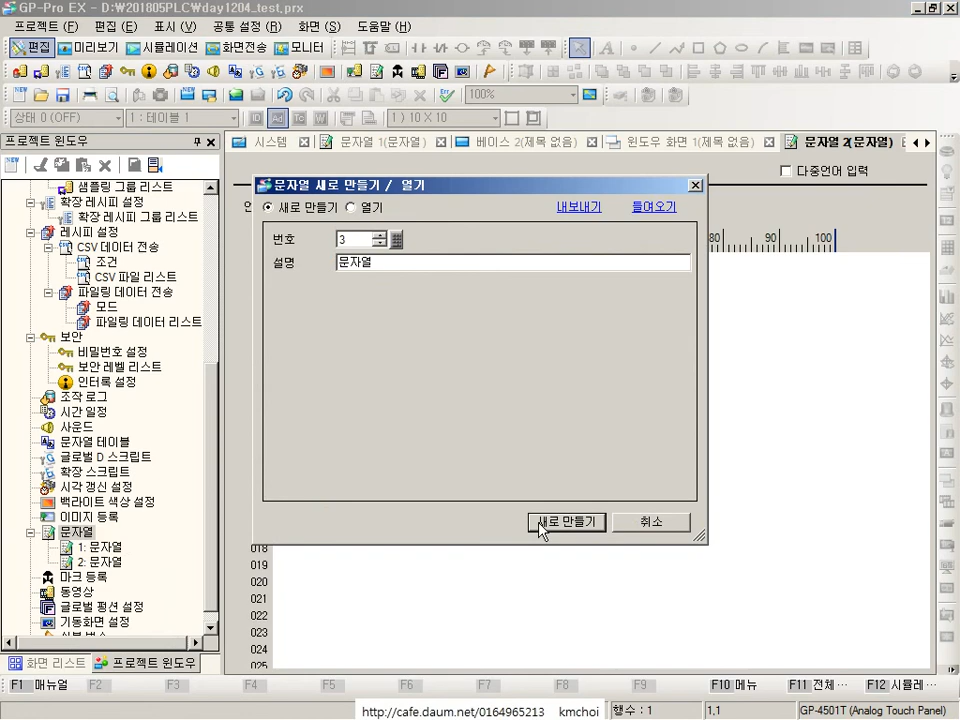 GP-Pro EX - D:\201805PLC\day1204_test.prx
프로젝트 (F) 편집 (E) 표시 (V) 공통 설정 (R) 화면 (S) 도움말 (H)
편집 미리보기 시뮬레이션 화면전송 모니터
100%
상태 0 (OFF) 1 : 테이블 1 1 ) 10 X 10
프로젝트 윈도우
시스템 문자열 1(문자열) 베이스 2(제목 없음) 윈도우 화면 1(제목 없음) 문자열 2(문자열)
다중언어 입력
80 90 100
문자열 새로 만들기 / 열기
새로 만들기 열기 내보내기 들여오기
번호 3
설명 문자열
새로 만들기 취소
샘플링 그룹 리스트
확장 레시피 설정
확장 레시피 그룹 리스트
레시피 설정
CSV 데이터 전송
조건
CSV 파일 리스트
파일링 데이터 전송
모드
파일링 데이터 리스트
보안
비밀번호 설정
보안 레벨 리스트
인터록 설정
조작 로그
시간 일정
사운드
문자열 테이블
글로벌 D 스크립트
확장 스크립트
시각 갱신 설정
백라이트 색상 설정
이미지 등록
문자열
1: 문자열
2: 문자열
마크 등록
동영상
글로벌 펑션 설정
기동화면 설정
018
019
020
021
022
023
024
025
화면 리스트 프로젝트 윈도우
F1 매뉴얼 F2 F3 F4 F5 F6 F7 F8 F9 F10 메뉴 F11 전체··· F12 시뮬레···
http://cafe.daum.net/0164965213 kmchoi 행수 : 1 1,1 GP-4501T (Analog Touch Panel)